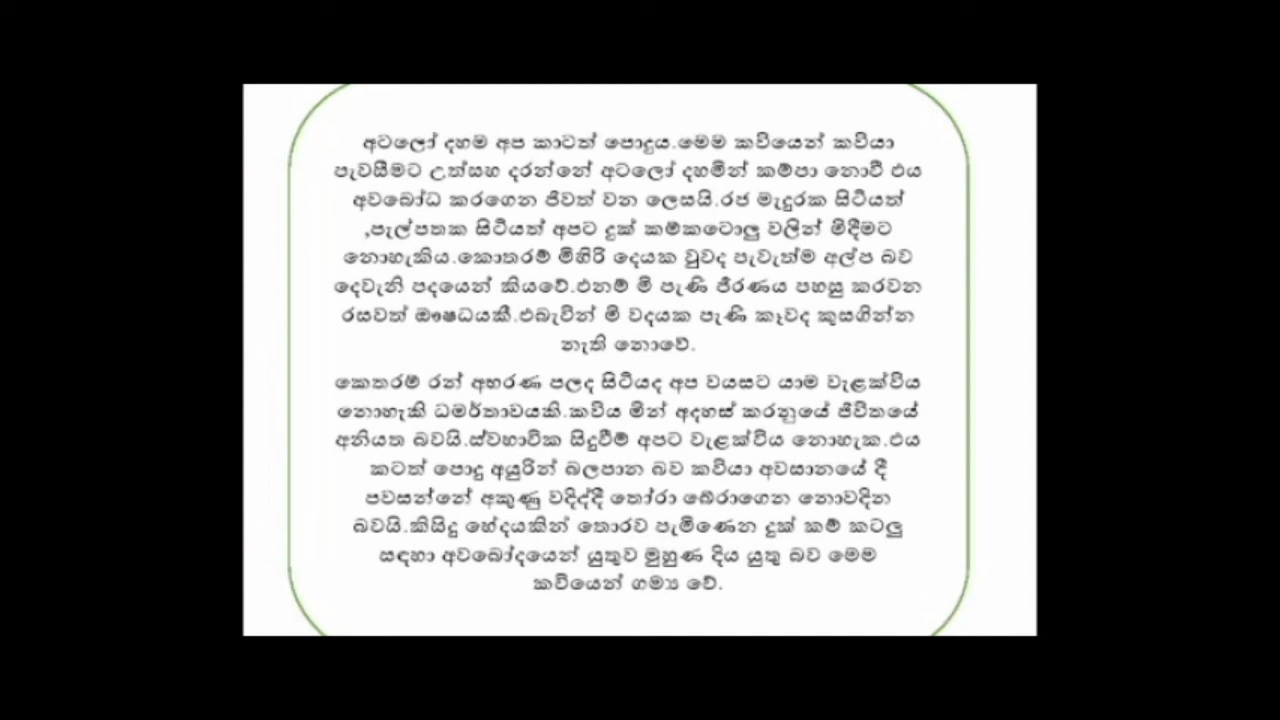 අටලෝ දහම අප කාටත් පොදුය.මෙම කවියෙන් කවියා
පැවසීමට උත්සහ දරන්නේ අටලෝ දහමින් කම්පා නොවී එය
අවබෝධ කරගෙන ජීවත් වන ලෙසයි.රජ මැදුරක සිටියත්
,පැල්පතක සිටියත් අපට දුක් කම්කටොලු වලින් මිදීමට
නොහැකිය.කොතරම් මිහිරි දෙයක වුවද පැවැත්ම අල්ප බව
දෙවැනි පදයෙන් කියවේ.එනම් මී පැණි ජීරණය පහසු කරවන
රසවත් ඖෂධයකී.එබැවින් මී වදයක පැණි කෑවද කුසගින්න
නැති නොවේ.
කෙතරම් රන් අභරණ පලද සිටියද අප වයසට යාම වැළක්විය
නොහැකි ධර්මතාවයකි.කවිය මින් අදහස් කරනුයේ ජීවිතයේ
අනියත බවයි.ස්වභාවික සිදුවීම් අපට වැළක්විය නොහැක.එය
කටත් පොදු අයුරින් බලපාන බව කවියා අවසානයේ දී
පවසන්නේ අකුණු වදිද්දී තෝරා බේරාගෙන නොවදින
බවයි.කිසිදු භේදයකින් තොරව පැමිණෙන දුක් කම් කටලු
සඳහා අවබෝදයෙන් යුතුව මුහුණ දිය යුතු බව මෙම
කවියෙන් ගම්‍ය වේ.